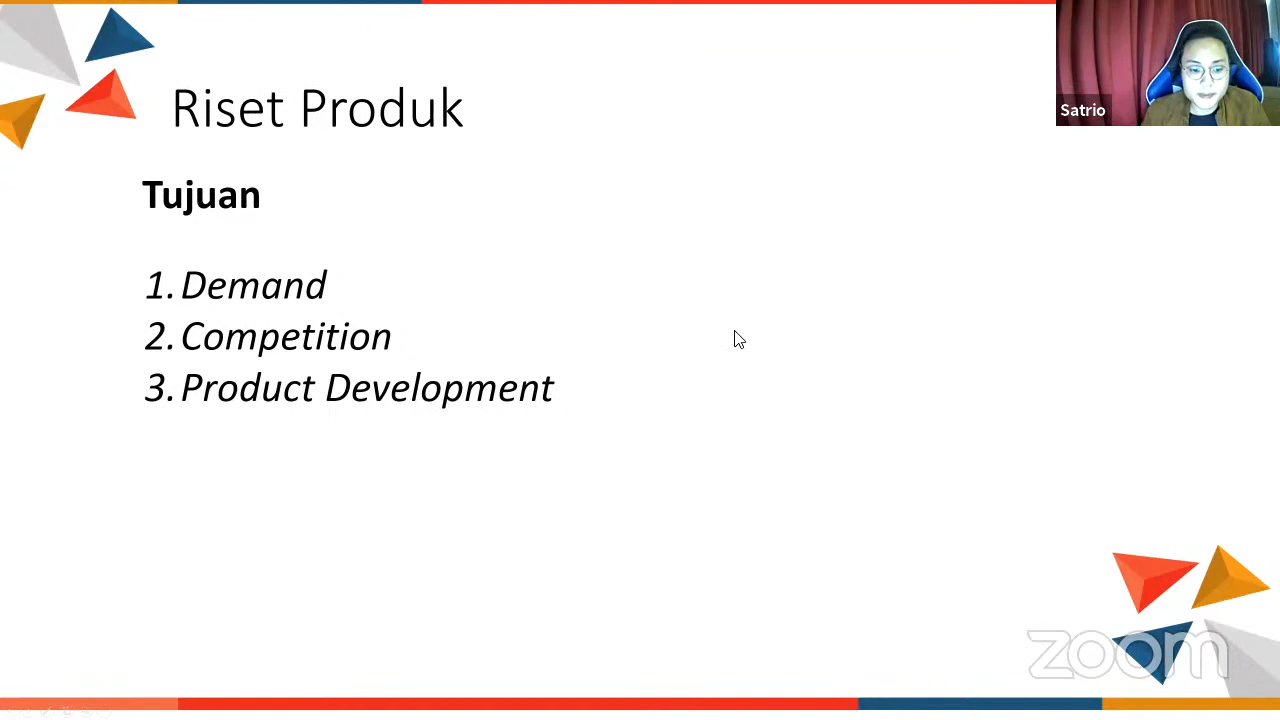 Riset Produk
Satrio
Tujuan
1. Demand
2. Competition
3. Product Development
zoom